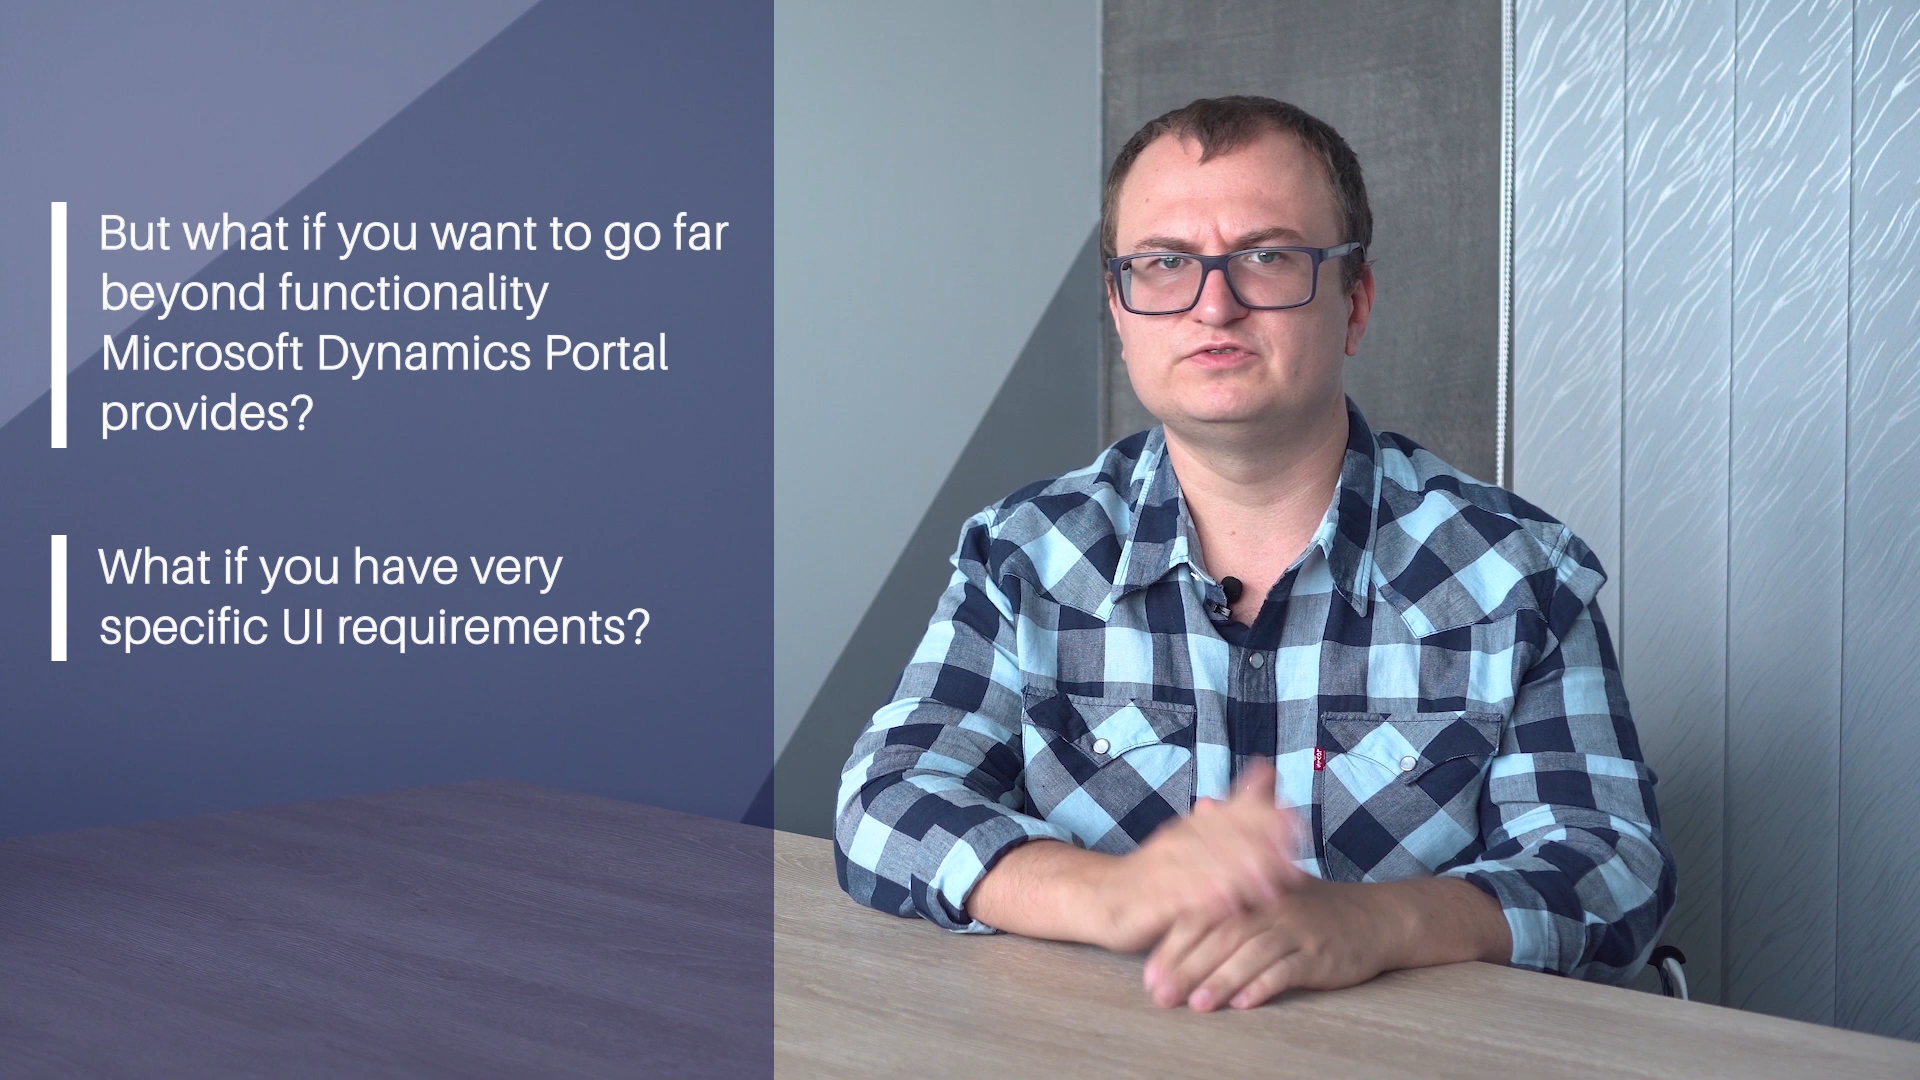 But what if you want to go far
beyond functionality
Microsoft Dynamics Portal
provides?
What if you have very
specific UI requirements?